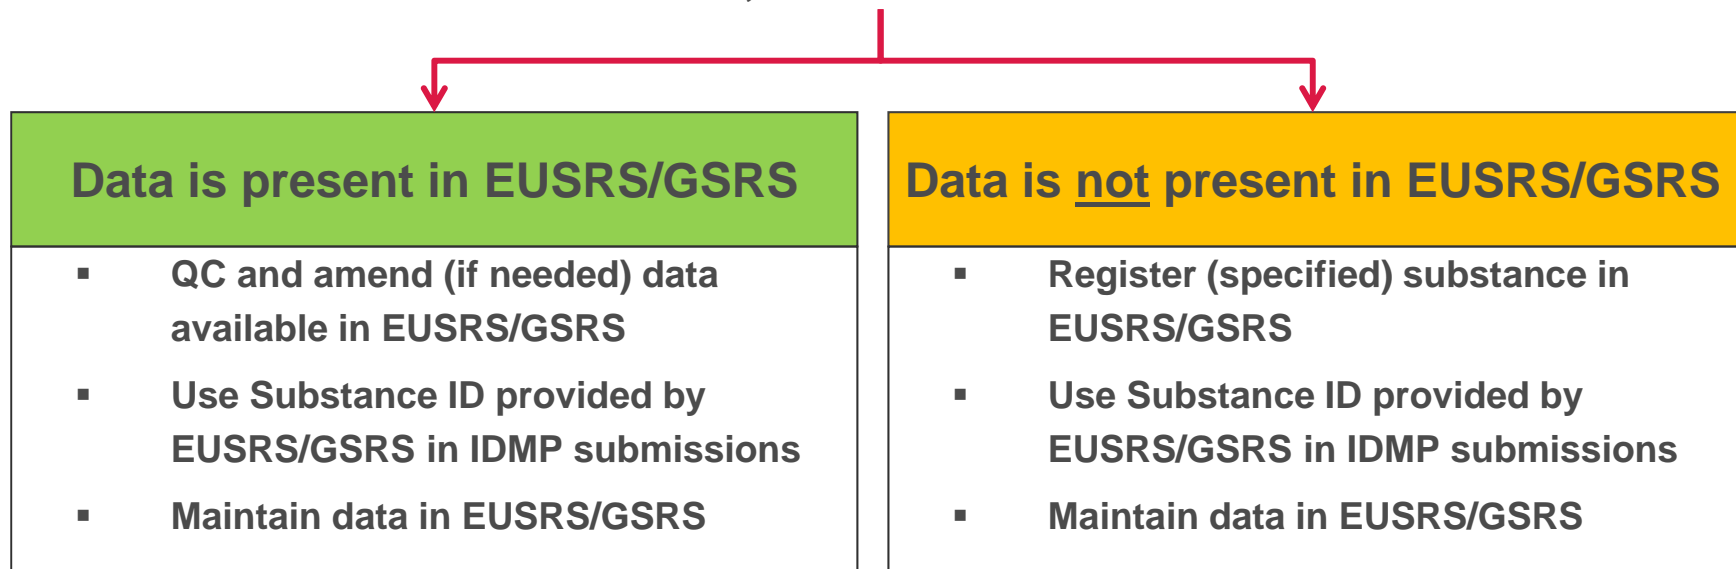 Data is present in EUSRS/GSRS
▪ QC and amend (if needed) data
available in EUSRS/GSRS
▪ Use Substance ID provided by
EUSRS/GSRS in IDMP submissions
▪ Maintain data in EUSRS/GSRS
Data is not present in EUSRS/GSRS
▪ Register (specified) substance in
EUSRS/GSRS
▪ Use Substance ID provided by
EUSRS/GSRS in IDMP submissions
▪ Maintain data in EUSRS/GSRS